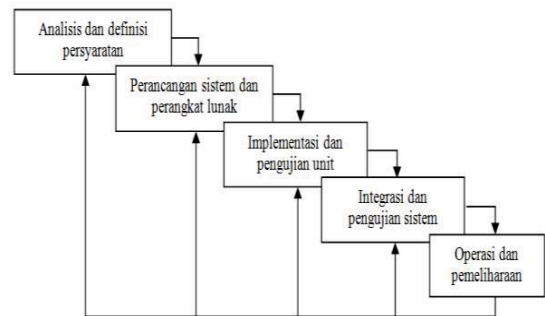 Analisis dan definisi
persyaratan
Perancangan sistem dan
perangkat lunak
Implementasi dan
pengujian unit
Integrasi dan
pengujian sistem
Operasi dan
pemeliharaan